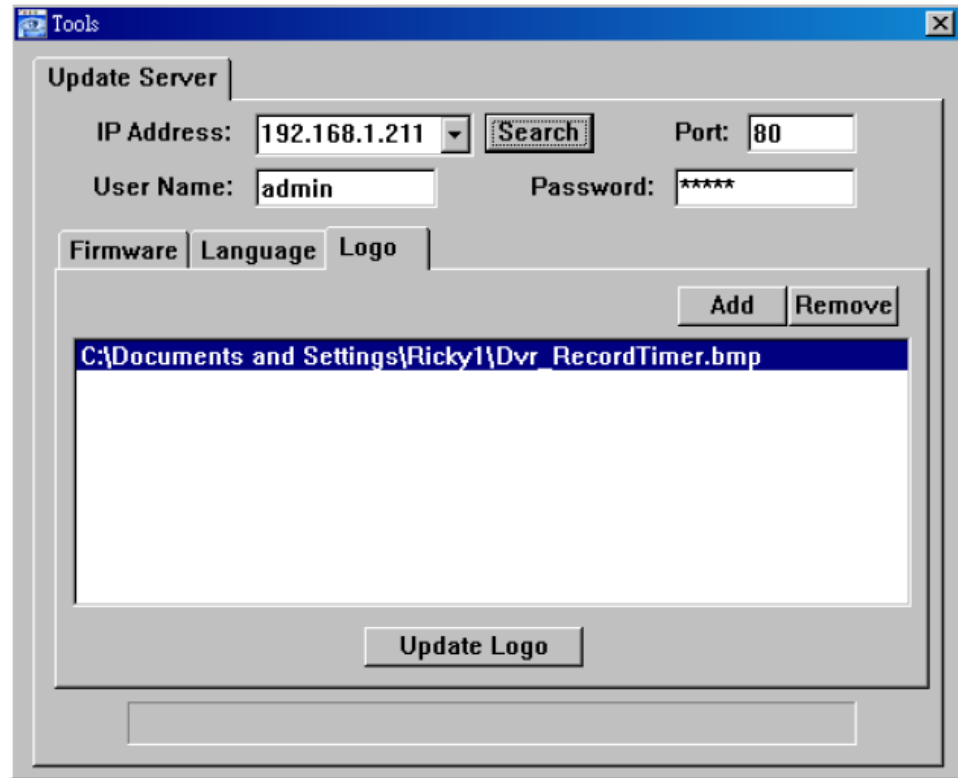 Tools
Update Server
IP Address: 192.168.1.211 Search Port: 80
User Name: admin Password: *****
Firmware Language Logo
Add Remove
C:\Documents and Settings\Ricky1\Dvr_RecordTimer.bmp
Update Logo